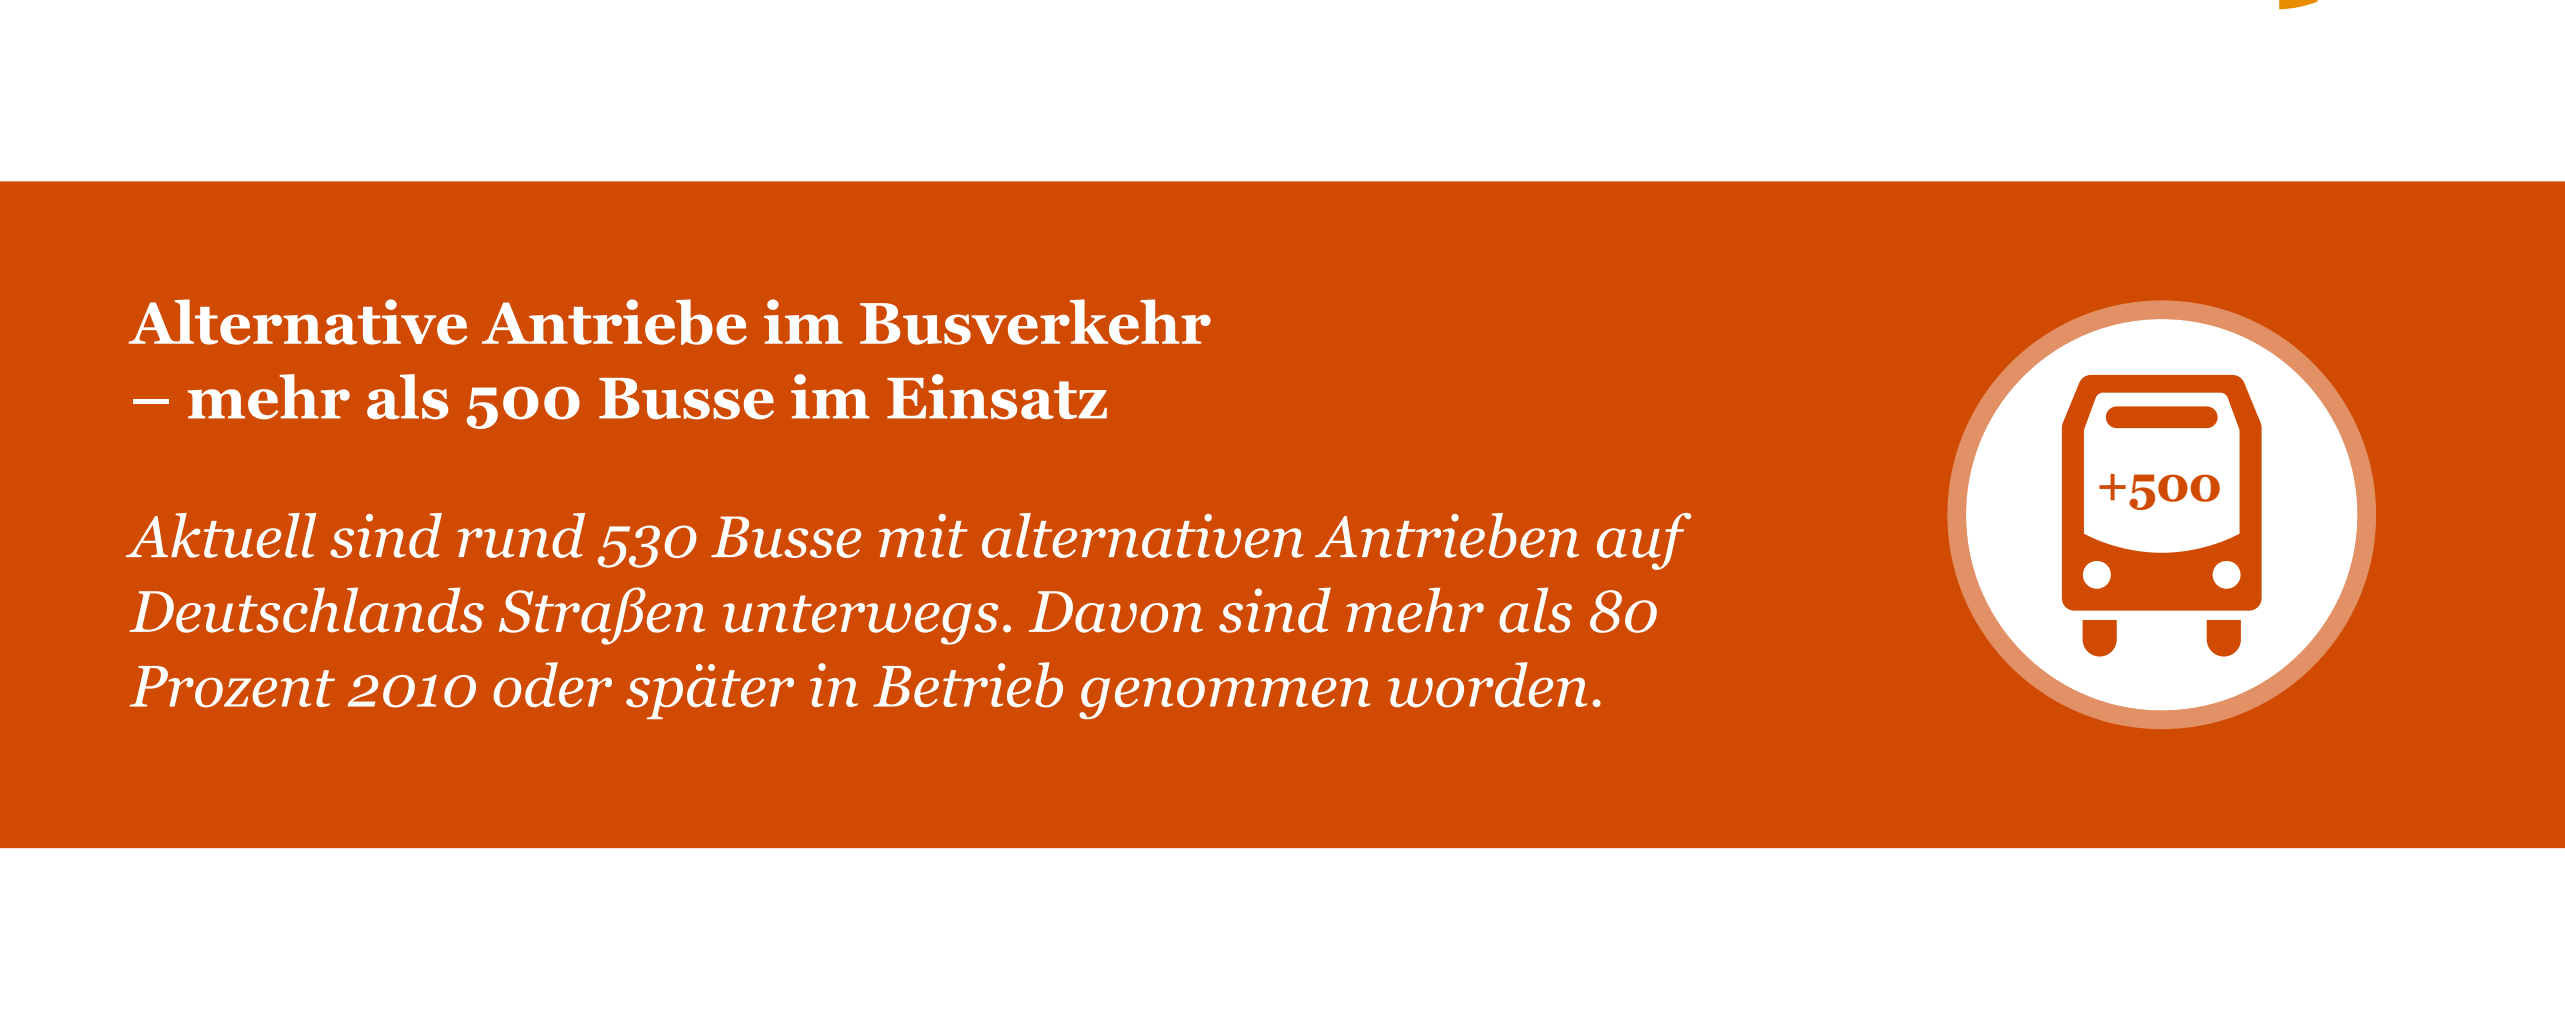 Alternative Antriebe im Busverkehr
– mehr als 500 Busse im Einsatz
Aktuell sind rund 530 Busse mit alternativen Antrieben auf
Deutschlands Straßen unterwegs. Davon sind mehr als 80
Prozent 2010 oder später in Betrieb genommen worden.
+500